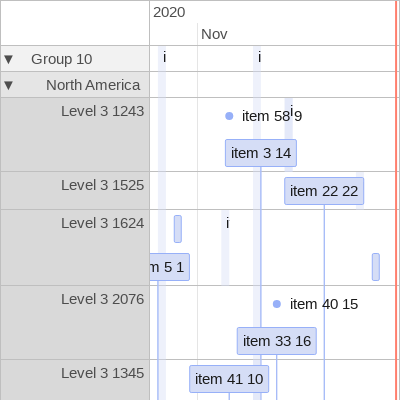 2020
Nov
▼ Group 10 i i
▼ North America
Level 3 1243 item 58 9 i
item 3 14
Level 3 1525 item 22 22
Level 3 1624 i
m 5 1
Level 3 2076 item 40 15
item 33 16
Level 3 1345 item 41 10